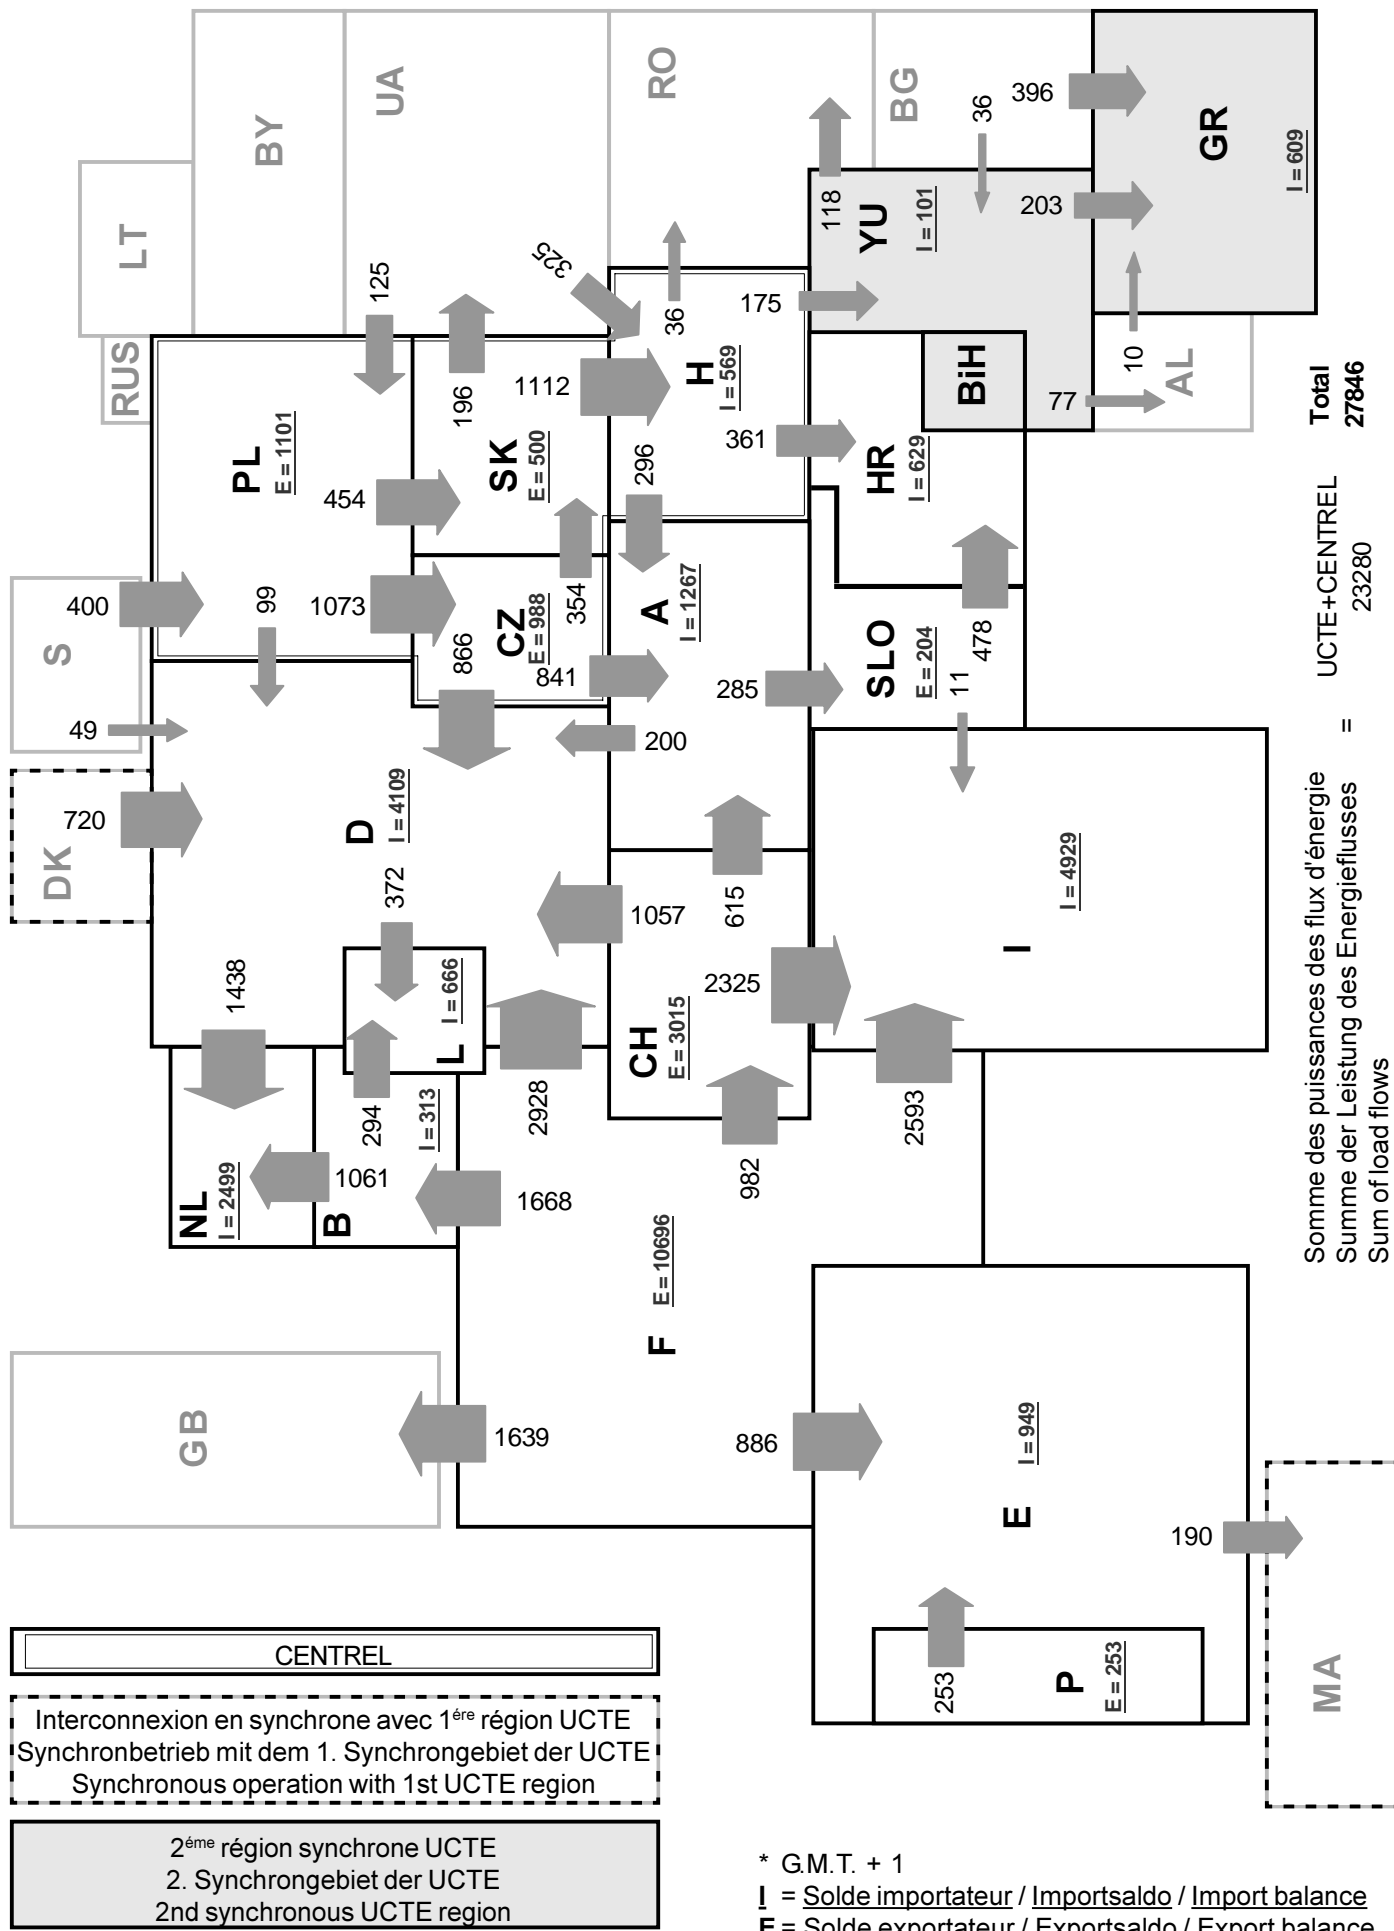 LT
RUS
BY
UA
RO
BG
S
DK
GB
400
49
720
99
125
PL
E = 1101
454
1073
196
325
SK
E = 500
1112
354
CZ
E = 988
866
841
D
I = 4109
372
1438
NL
I = 2499
1061
B
I = 313
294
L
I = 666
1668
2928
1057
200
296
36
H
I = 569
361
175
A
I = 1267
285
615
CH
E = 3015
2325
982
2593
118
YU
I = 101
36
396
203
GR
I = 609
BiH
77
10
AL
HR
I = 629
478
SLO
E = 204
11
I
I = 4929
F
E = 10696
1639
886
E
I = 949
190
MA
253
P
E = 253
Somme des puissances des flux d'énergie
Summe der Leistung des Energieflusses
Sum of load flows
=
UCTE+CENTREL
23280
Total
27846
CENTREL
Interconnexion en synchrone avec 1ére région UCTE
Synchronbetrieb mit dem 1. Synchrongebiet der UCTE
Synchronous operation with 1st UCTE region
2éme région synchrone UCTE
2. Synchrongebiet der UCTE
2nd synchronous UCTE region
* G.M.T. + 1
I = Solde importateur / Importsaldo / Import balance
E = Solde exportateur / Exportsaldo / Export balance